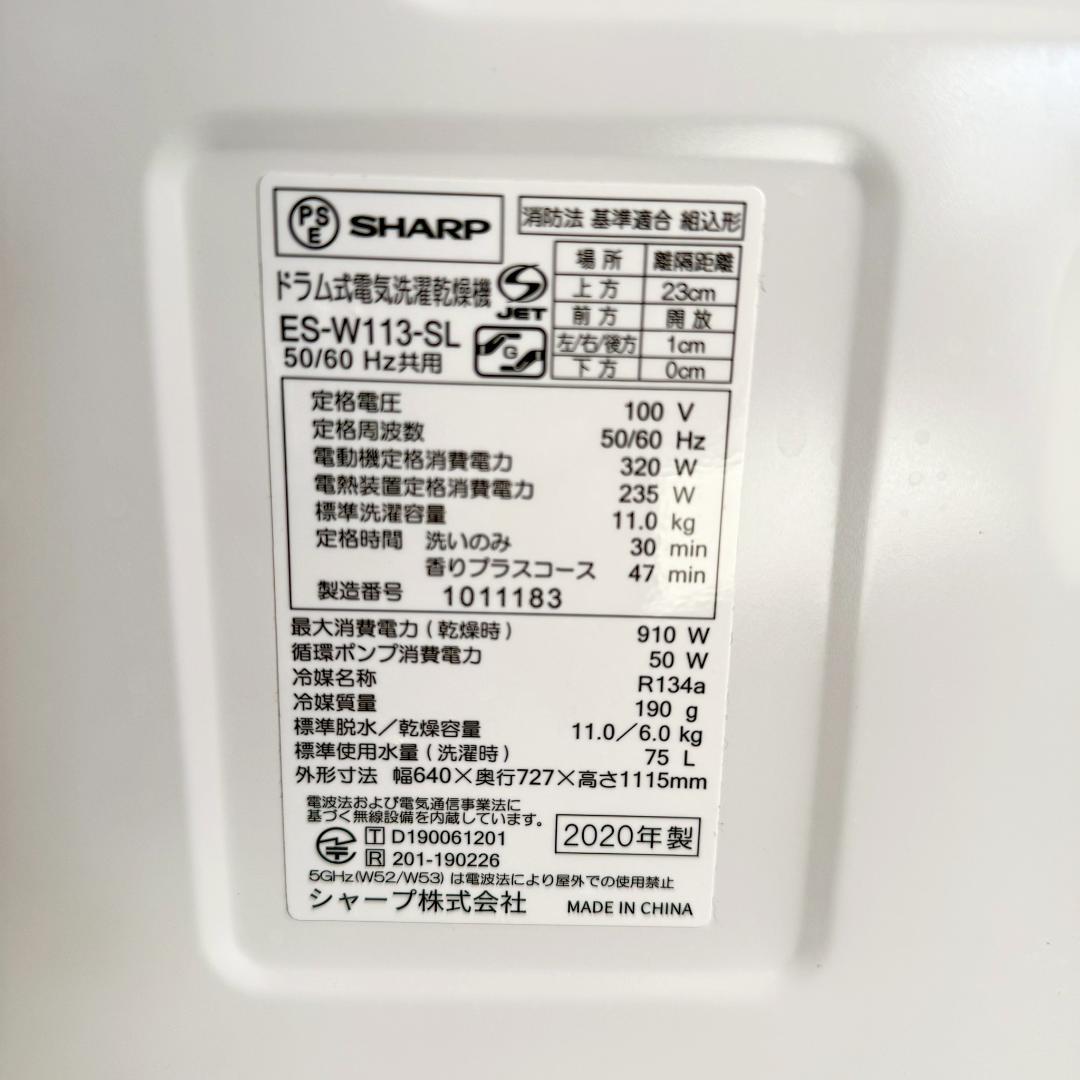 PSE SHARP
消防法 基準適合 組込形
場所 離隔距離
上方 23cm
前方 開放
左/右/後方 1cm
下方 0cm
ドラム式電気洗濯乾燥機
S JET
ES-W113-SL
G
50/60 Hz共用
定格電圧 100 V
定格周波数 50/60 Hz
電動機定格消費電力 320 W
電熱装置定格消費電力 235 W
標準洗濯容量 11.0 kg
定格時間 洗いのみ 30 min
香りプラスコース 47 min
製造番号 1011183
最大消費電力(乾燥時) 910 W
循環ポンプ消費電力 50 W
冷媒名称 R134a
冷媒質量 190 g
標準脱水/乾燥容量 11.0/6.0 kg
標準使用水量(洗濯時) 75 L
外形寸法 幅640×奥行727×高さ1115mm
電波法および電気通信事業法に
基づく無線設備を内蔵しています。
T D190061201
R 201-190226
2020年製
5GHz(W52/W53)は電波法により屋外での使用禁止
シャープ株式会社 MADE IN CHINA